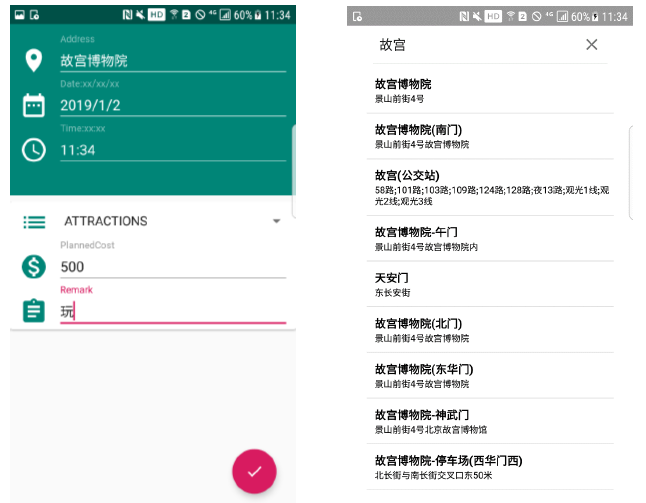 HD 2 4G 60% 11:34
Address
故宫博物院
Date:xx/xx/xx
2019/1/2
Time:xx:xx
11:34
ATTRACTIONS
PlannedCost
500
Remark
玩
HD 2 4G 60% 11:34
故宫
故宫博物院
景山前街4号
故宫博物院(南门)
景山前街4号故宫博物院
故宫(公交站)
58路;101路;103路;109路;124路;128路;夜13路;观光1线;观
光2线;观光3线
故宫博物院-午门
景山前街4号故宫博物院内
天安门
东长安街
故宫博物院(北门)
景山前街4号故宫博物院
故宫博物院(东华门)
景山前街4号故宫博物院
故宫博物院-神武门
景山前街4号北京故宫博物馆
故宫博物院-停车场(西华门西)
北长街与南长街交叉口东50米